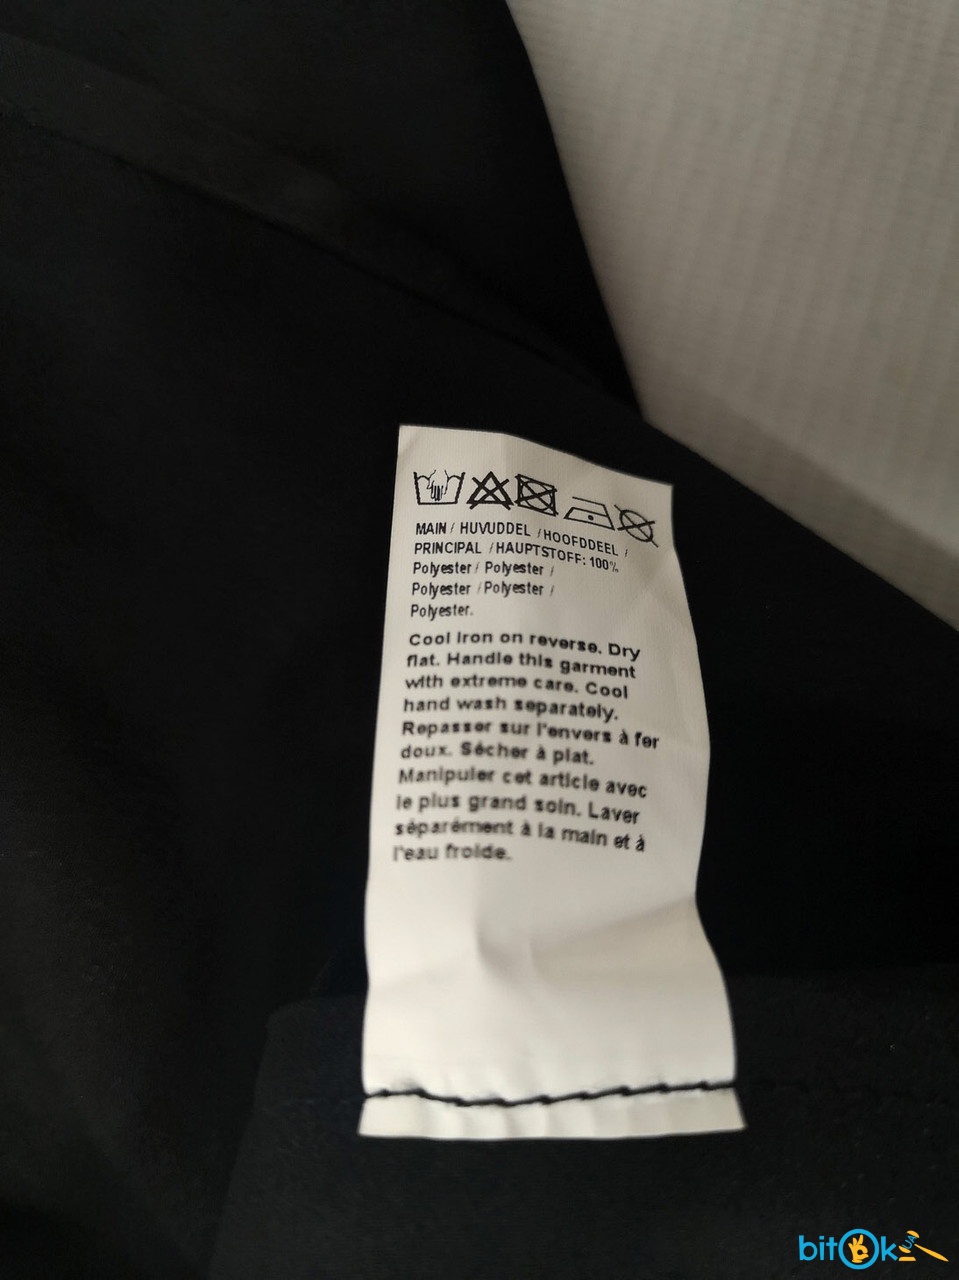 MAIN / HUVUDDEL / HOOFDDEEL /
PRINCIPAL / HAUPTSTOFF: 100%
Polyester / Polyester /
Polyester / Polyester /
Polyester.
Cool iron on reverse. Dry
flat. Handle this garment
with extreme care. Cool
hand wash separately.
Repasser sur l'envers à fer
doux. Sécher à plat.
Manipuler cet article avec
le plus grand soin. Laver
séparément à la main et à
l'eau froide.
bitOk UA